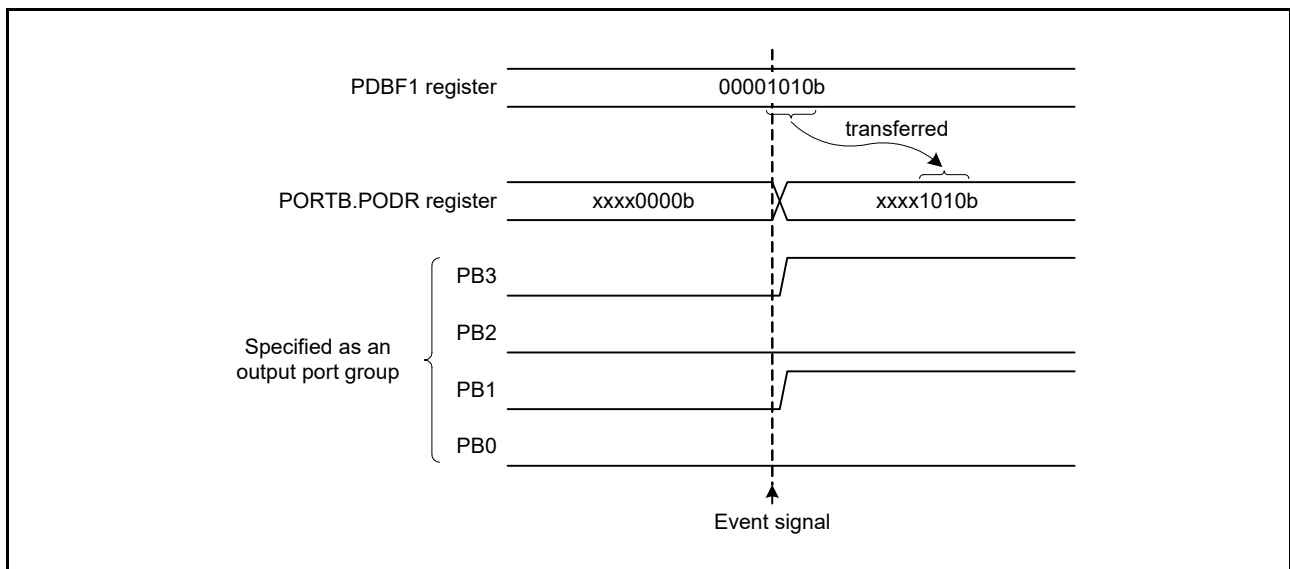 PDBF1 register
00001010b
transferred
PORTB.PODR register
xxxx0000b
xxxx1010b
PB3
PB2
Specified as an
output port group
PB1
PB0
Event signal